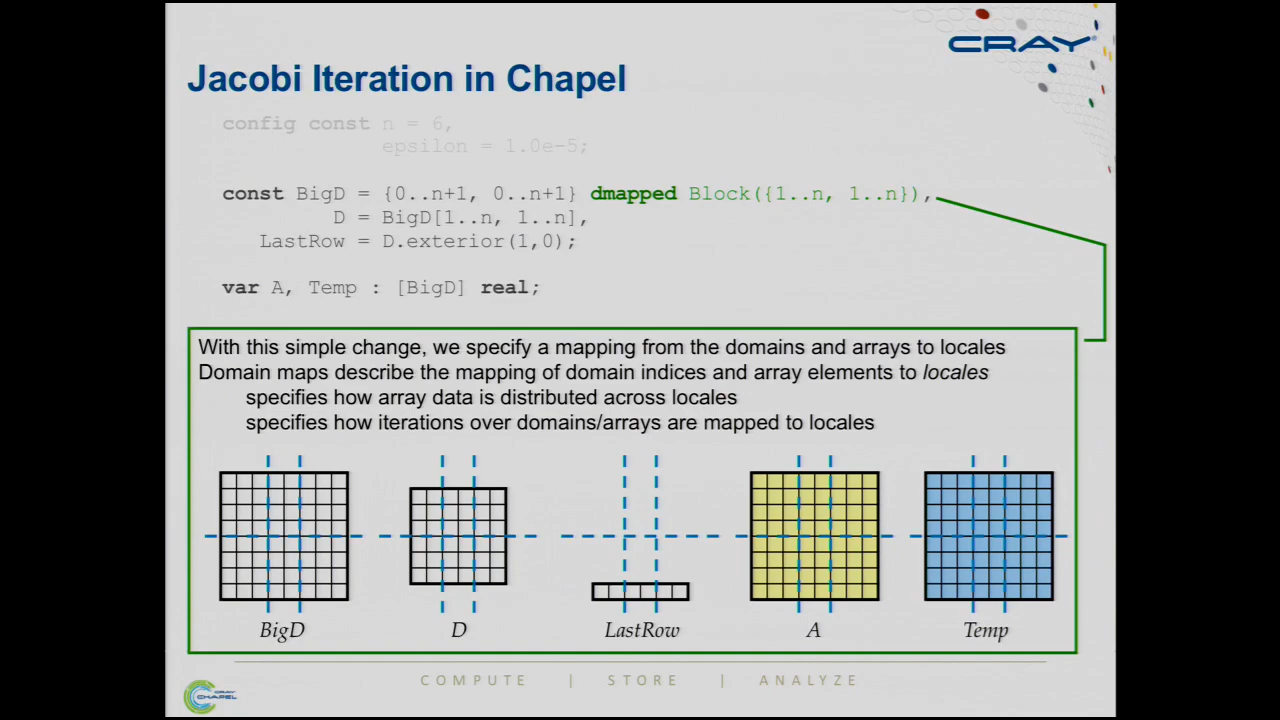 CRAY
Jacobi Iteration in Chapel
config const n = 6,
epsilon = 1.0e-5;
const BigD = {0..n+1, 0..n+1} dmapped Block({1..n, 1..n}),
D = BigD[1..n, 1..n],
LastRow = D.exterior(1,0);
var A, Temp : [BigD] real;
With this simple change, we specify a mapping from the domains and arrays to locales
Domain maps describe the mapping of domain indices and array elements to locales
specifies how array data is distributed across locales
specifies how iterations over domains/arrays are mapped to locales
BigD D LastRow A Temp
COMPUTE | STORE | ANALYZE
CRAY
CHAPEL